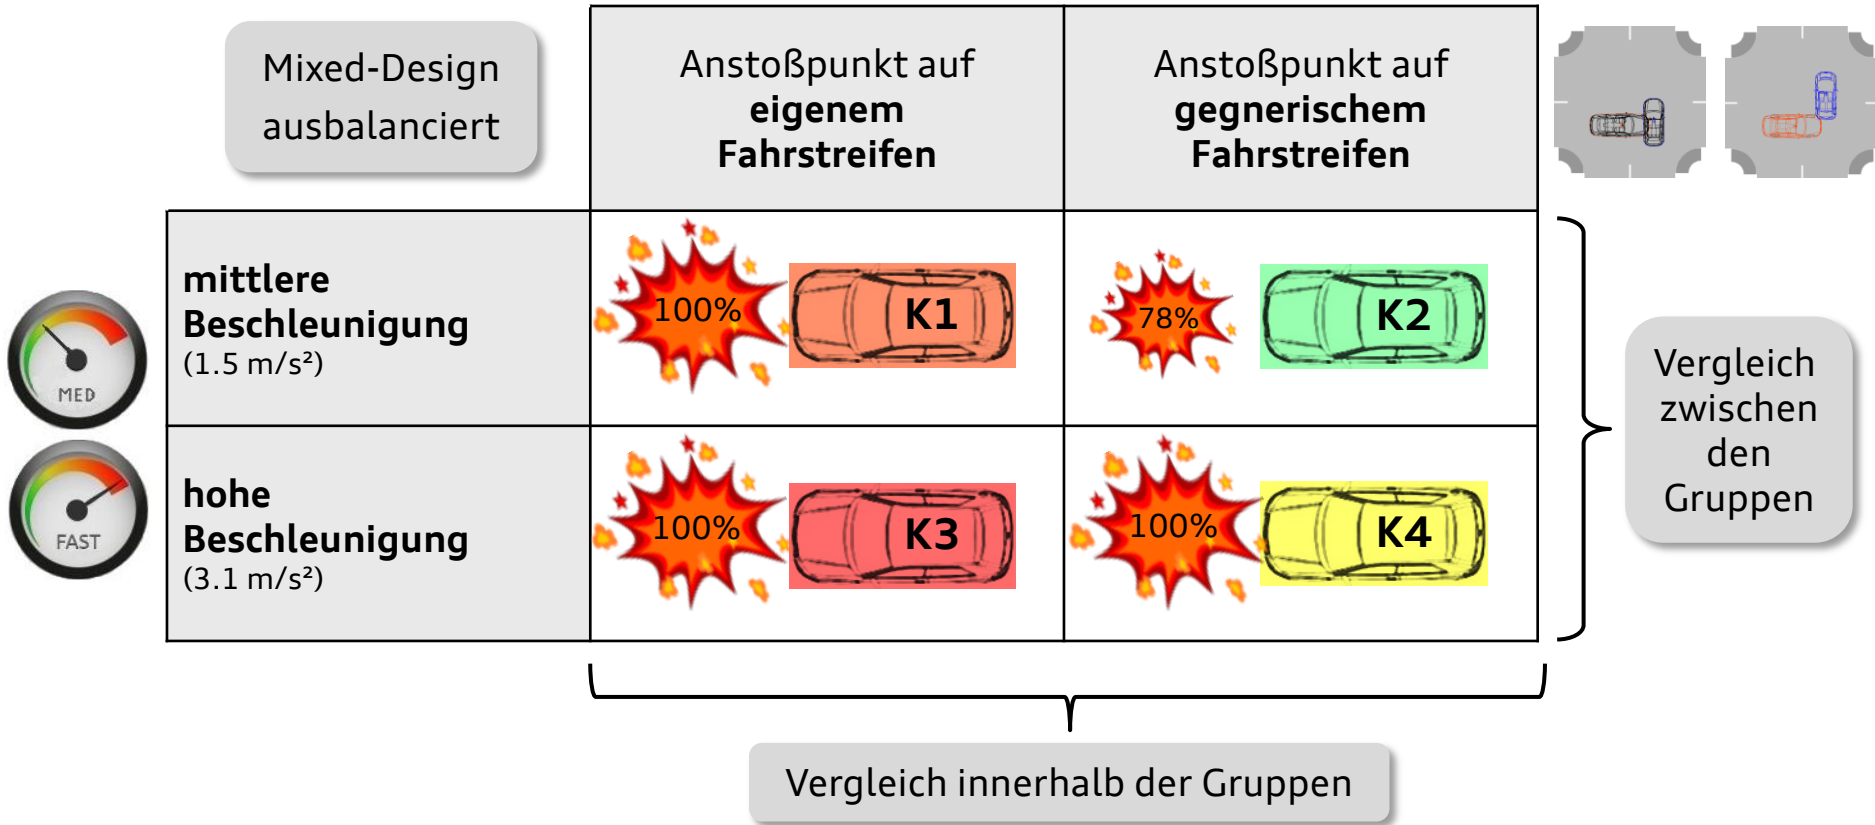 Mixed-Design
ausbalanciert
Anstoßpunkt auf
eigenem
Fahrstreifen
Anstoßpunkt auf
gegnerischem
Fahrstreifen
MED
mittlere
Beschleunigung
(1.5 m/s²)
100%
K1
78%
K2
FAST
hohe
Beschleunigung
(3.1 m/s²)
100%
K3
100%
K4
Vergleich
zwischen
den
Gruppen
Vergleich innerhalb der Gruppen